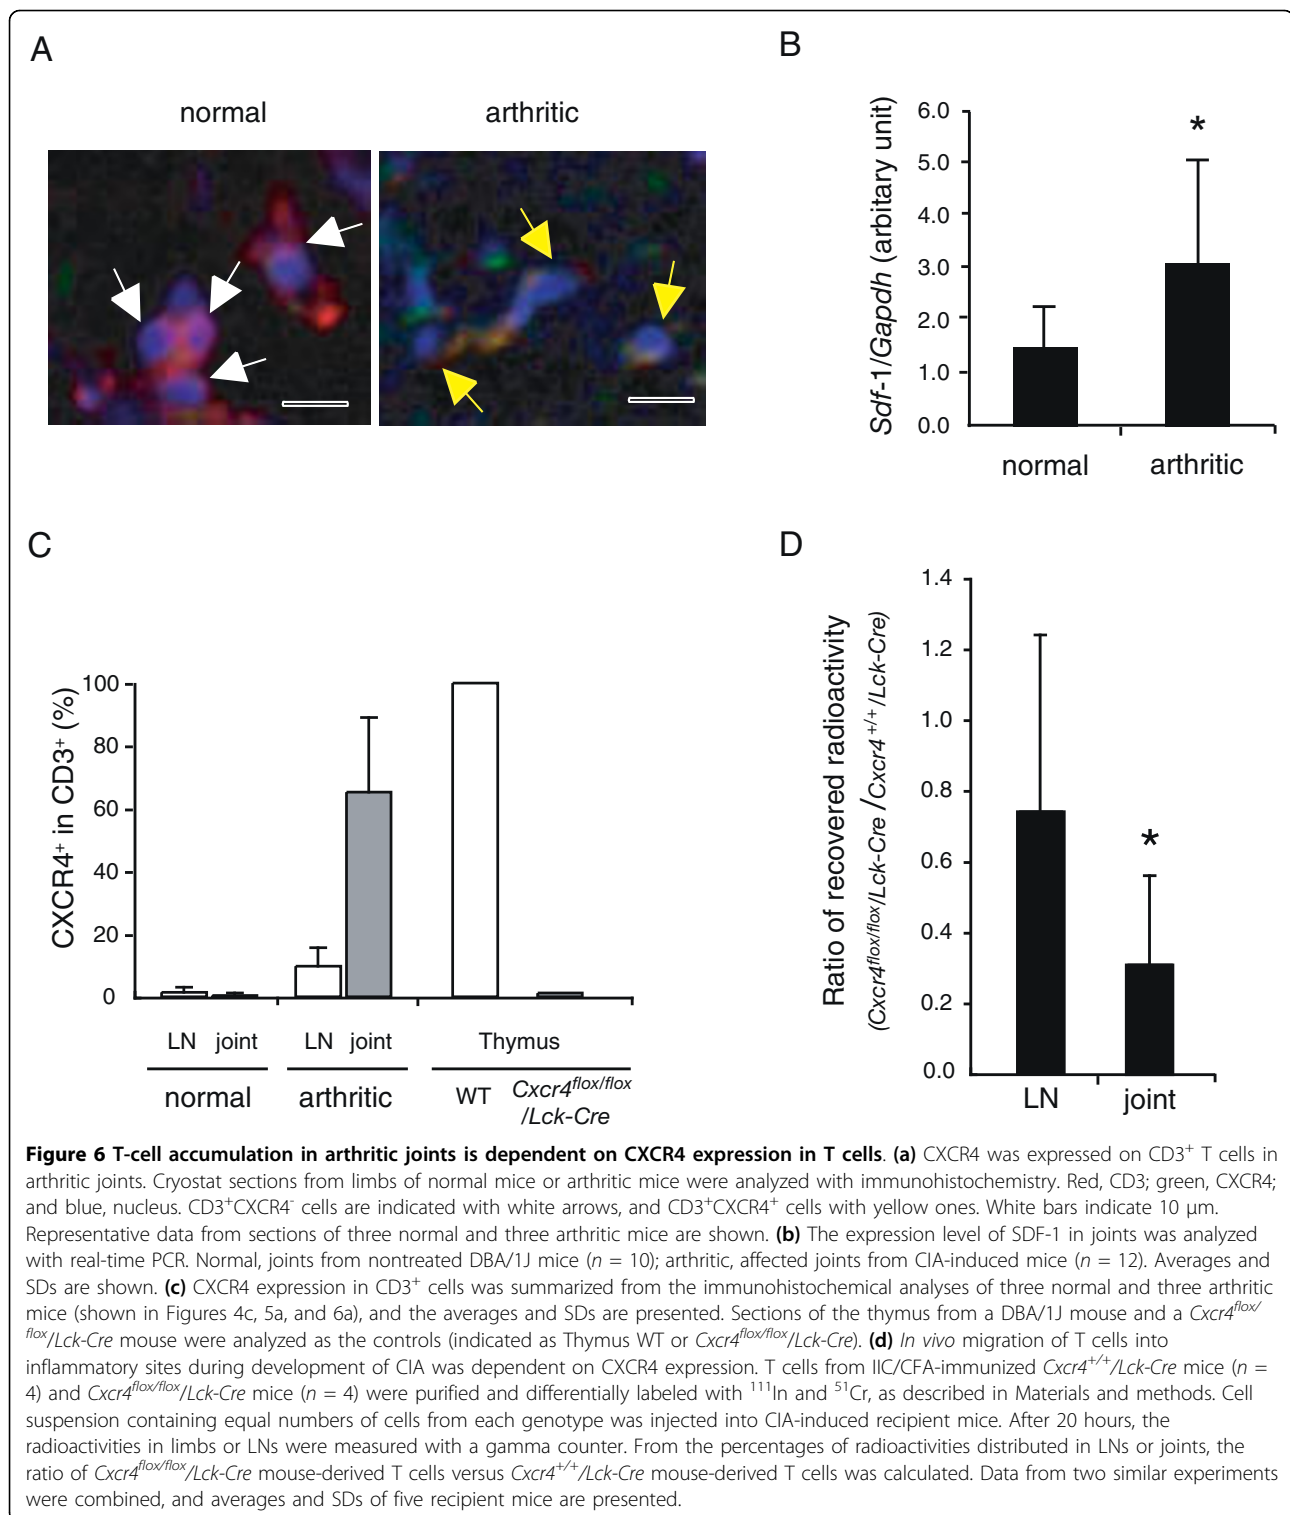 A
normal
arthritic
B
Sdf-1/Gapdh (arbitary unit)
6.0
5.0
4.0
3.0
2.0
1.0
0.0
*
normal
arthritic
C
CXCR4⁺ in CD3⁺ (%)
100
80
60
40
20
0
LN joint
LN joint
Thymus
normal
arthritic
WT
Cxcr4^flox/flox
/Lck-Cre
D
Ratio of recovered radioactivity
(Cxcr4^flox/flox/Lck-Cre /Cxcr4^+/+/Lck-Cre)
1.4
1.2
1.0
0.8
0.6
0.4
0.2
0.0
*
LN
joint
Figure 6 T-cell accumulation in arthritic joints is dependent on CXCR4 expression in T cells. (a) CXCR4 was expressed on CD3⁺ T cells in
arthritic joints. Cryostat sections from limbs of normal mice or arthritic mice were analyzed with immunohistochemistry. Red, CD3; green, CXCR4;
and blue, nucleus. CD3⁺CXCR4⁻ cells are indicated with white arrows, and CD3⁺CXCR4⁺ cells with yellow ones. White bars indicate 10 μm.
Representative data from sections of three normal and three arthritic mice are shown. (b) The expression level of SDF-1 in joints was analyzed
with real-time PCR. Normal, joints from nontreated DBA/1J mice (n = 10); arthritic, affected joints from CIA-induced mice (n = 12). Averages and
SDs are shown. (c) CXCR4 expression in CD3⁺ cells was summarized from the immunohistochemical analyses of three normal and three arthritic
mice (shown in Figures 4c, 5a, and 6a), and the averages and SDs are presented. Sections of the thymus from a DBA/1J mouse and a Cxcr4^flox/
^flox/Lck-Cre mouse were analyzed as the controls (indicated as Thymus WT or Cxcr4^flox/flox/Lck-Cre). (d) In vivo migration of T cells into
inflammatory sites during development of CIA was dependent on CXCR4 expression. T cells from IIC/CFA-immunized Cxcr4^+/+/Lck-Cre mice (n =
4) and Cxcr4^flox/flox/Lck-Cre mice (n = 4) were purified and differentially labeled with ¹¹¹In and ⁵¹Cr, as described in Materials and methods. Cell
suspension containing equal numbers of cells from each genotype was injected into CIA-induced recipient mice. After 20 hours, the
radioactivities in limbs or LNs were measured with a gamma counter. From the percentages of radioactivities distributed in LNs or joints, the
ratio of Cxcr4^flox/flox/Lck-Cre mouse-derived T cells versus Cxcr4^+/+/Lck-Cre mouse-derived T cells was calculated. Data from two similar experiments
were combined, and averages and SDs of five recipient mice are presented.